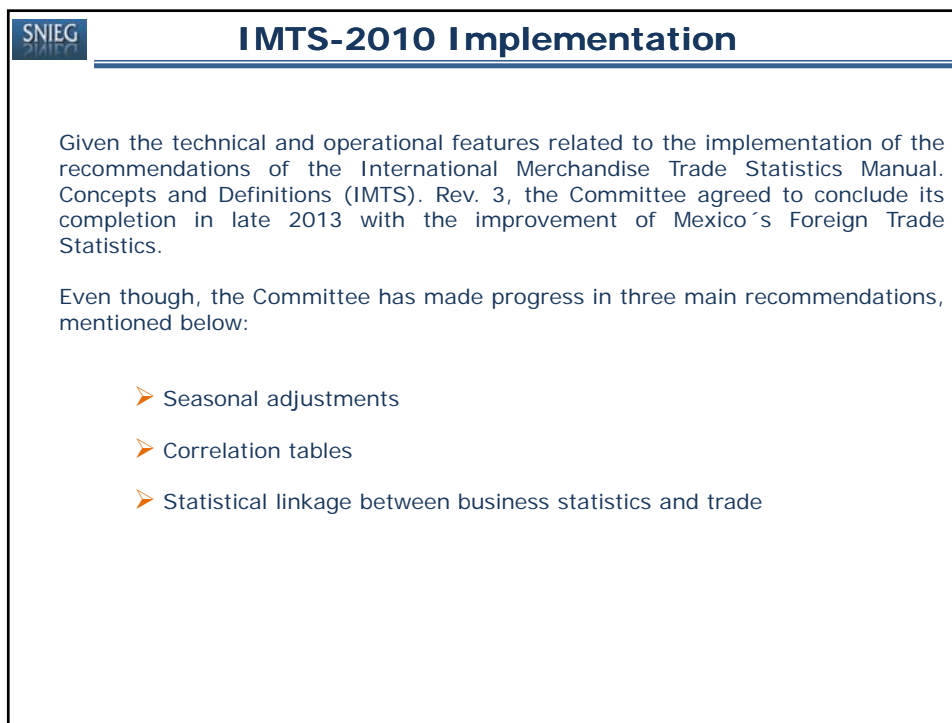 SNIEG
IMTS-2010 Implementation
Given the technical and operational features related to the implementation of the
recommendations of the International Merchandise Trade Statistics Manual.
Concepts and Definitions (IMTS). Rev. 3, the Committee agreed to conclude its
completion in late 2013 with the improvement of Mexico´s Foreign Trade
Statistics.
Even though, the Committee has made progress in three main recommendations,
mentioned below:
➢ Seasonal adjustments
➢ Correlation tables
➢ Statistical linkage between business statistics and trade